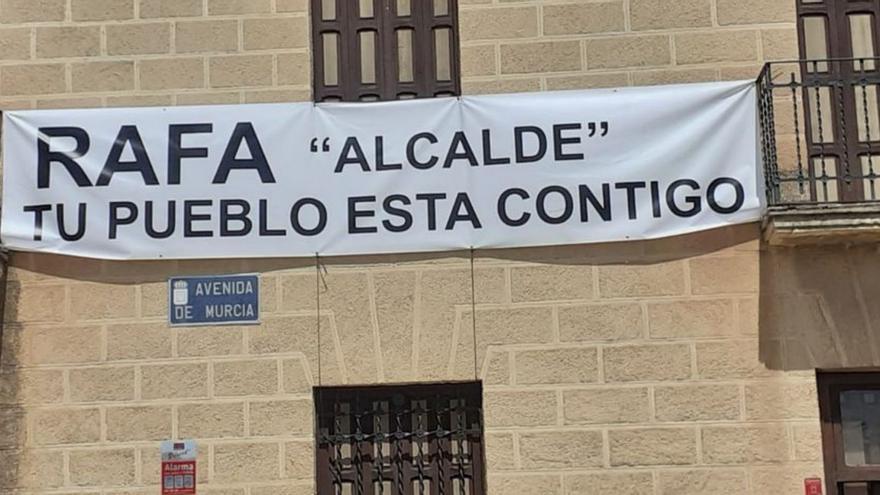 RAFA “ALCALDE”
TU PUEBLO ESTA CONTIGO
AVENIDA
DE MURCIA
Alarma